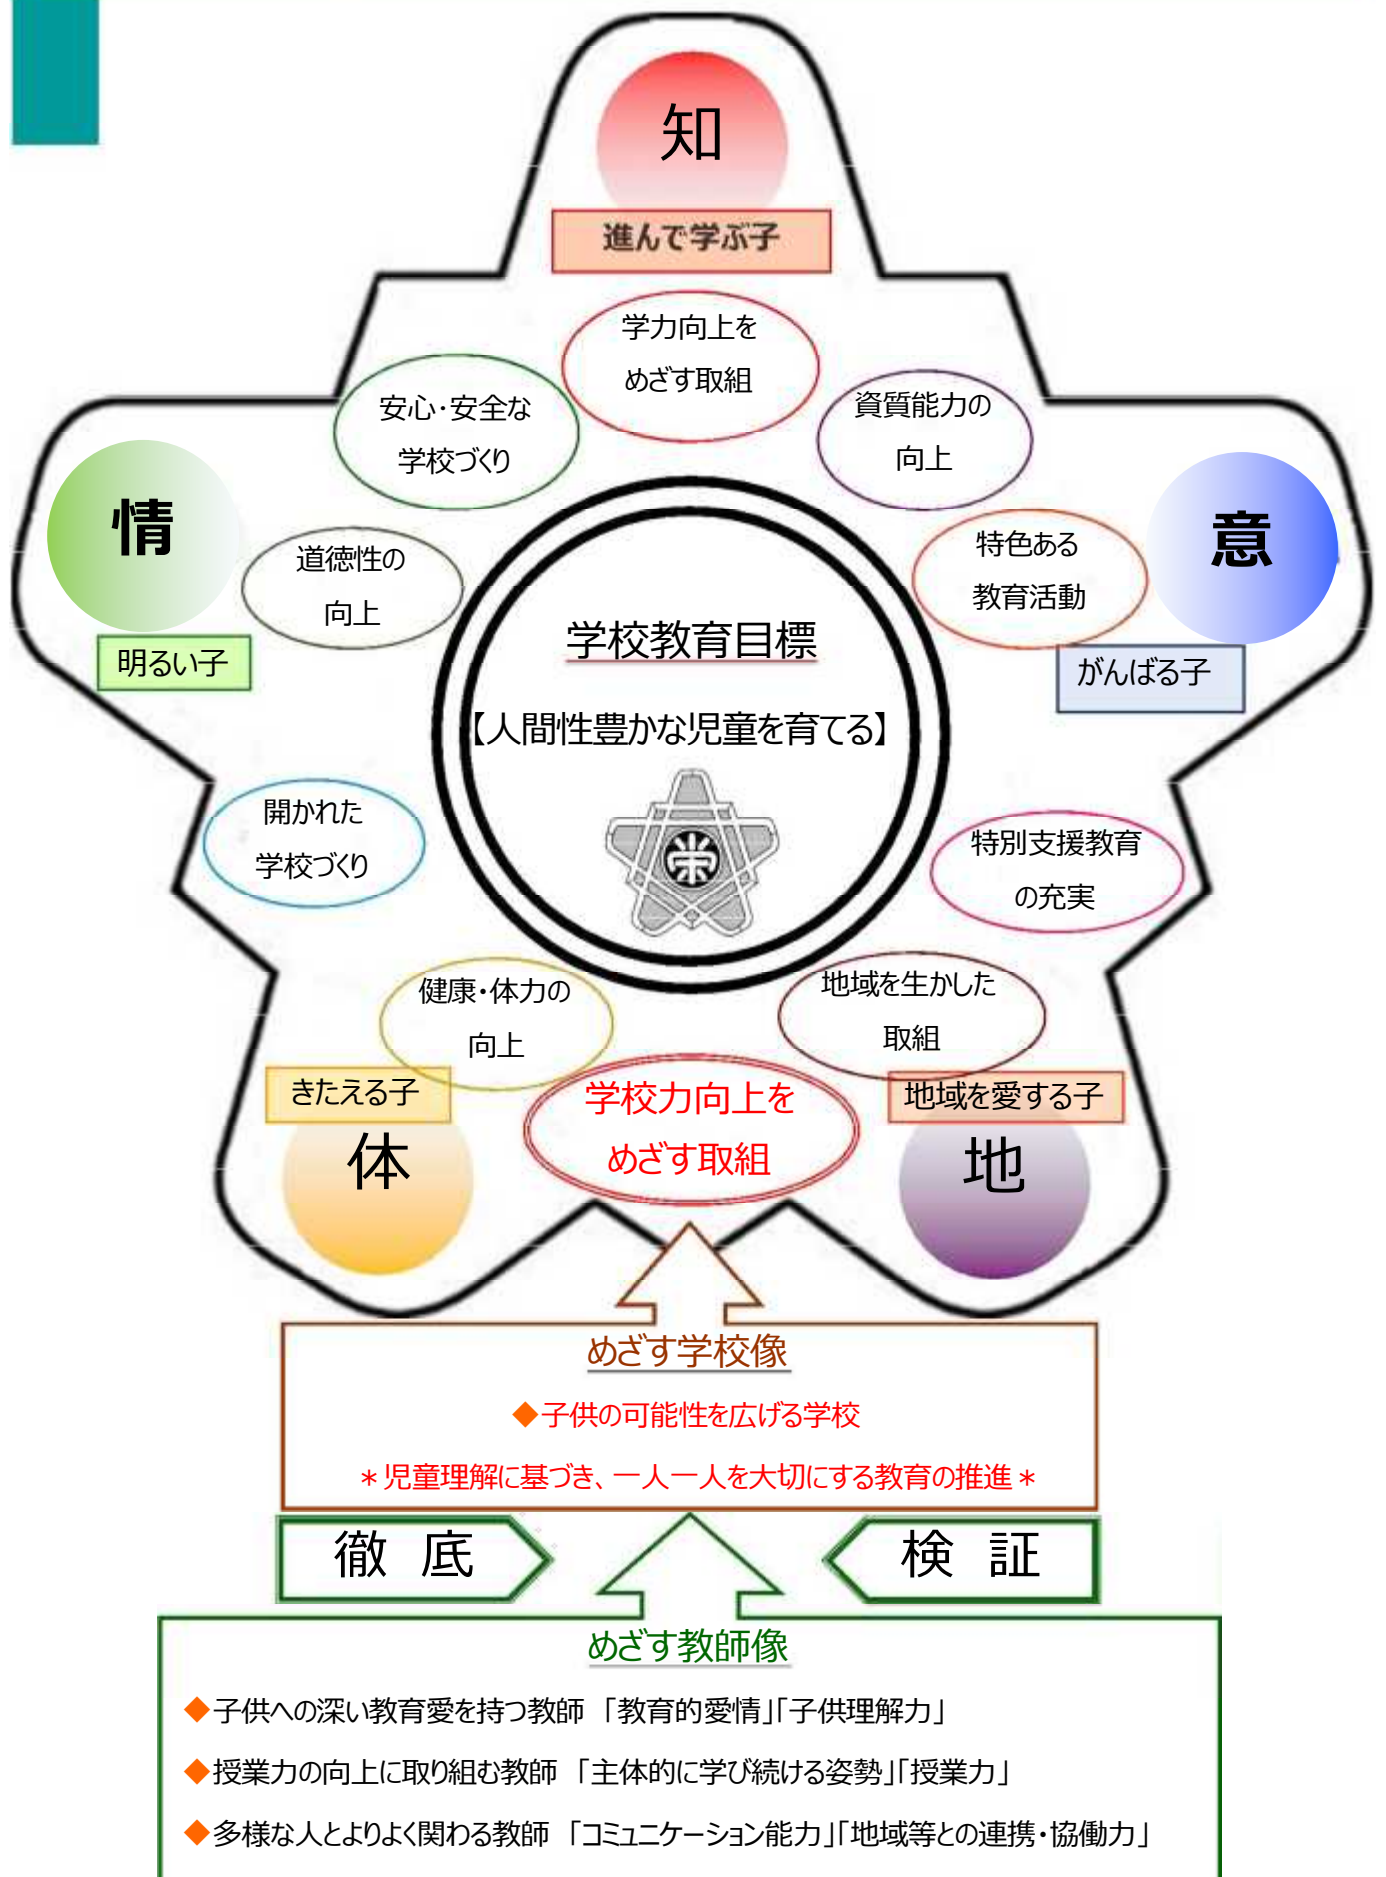 知
進んで学ぶ子
学力向上を
めざす取組
安心・安全な
学校づくり
資質能力の
向上
情
明るい子
道徳性の
向上
特色ある
教育活動
意
がんばる子
学校教育目標
【人間性豊かな児童を育てる】
栄
開かれた
学校づくり
特別支援教育
の充実
健康・体力の
向上
地域を生かした
取組
きたえる子
体
学校力向上を
めざす取組
地域を愛する子
地
めざす学校像
◆子供の可能性を広げる学校
＊児童理解に基づき、一人一人を大切にする教育の推進＊
徹 底
検 証
めざす教師像
◆子供への深い教育愛を持つ教師 「教育的愛情」「子供理解力」
◆授業力の向上に取り組む教師 「主体的に学び続ける姿勢」「授業力」
◆多様な人とよりよく関わる教師 「コミュニケーション能力」「地域等との連携・協働力」